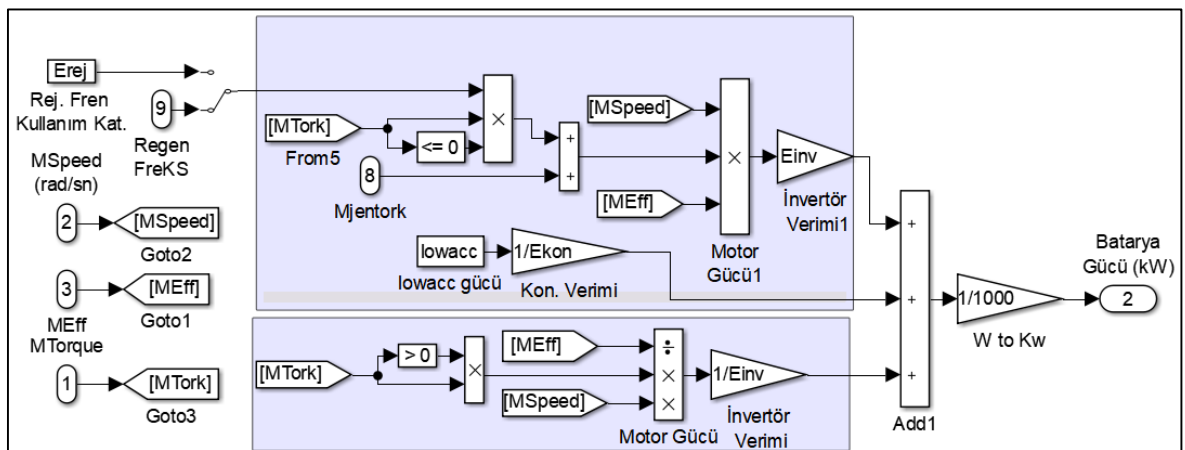 Erej
Rej. Fren
Kullanım Kat.
9
Regen
FreKS
MSpeed
(rad/sn)
2
[MSpeed]
Goto2
3
[MEff]
Goto1
MEff
MTorque
1
[MTork]
Goto3
[MTork]
From5
<= 0
×
8
Mjentork
+
+
[MSpeed]
[MEff]
×
Motor
Gücü1
Einv
İnvertör
Verimi1
Iowacc
Iowacc gücü
1/Ekon
Kon. Verimi
[MTork]
> 0
×
[MEff]
[MSpeed]
÷
×
×
Motor Gücü
1/Einv
İnvertör
Verimi
+
+
+
Add1
1/1000
W to Kw
Batarya
Gücü (kW)
2